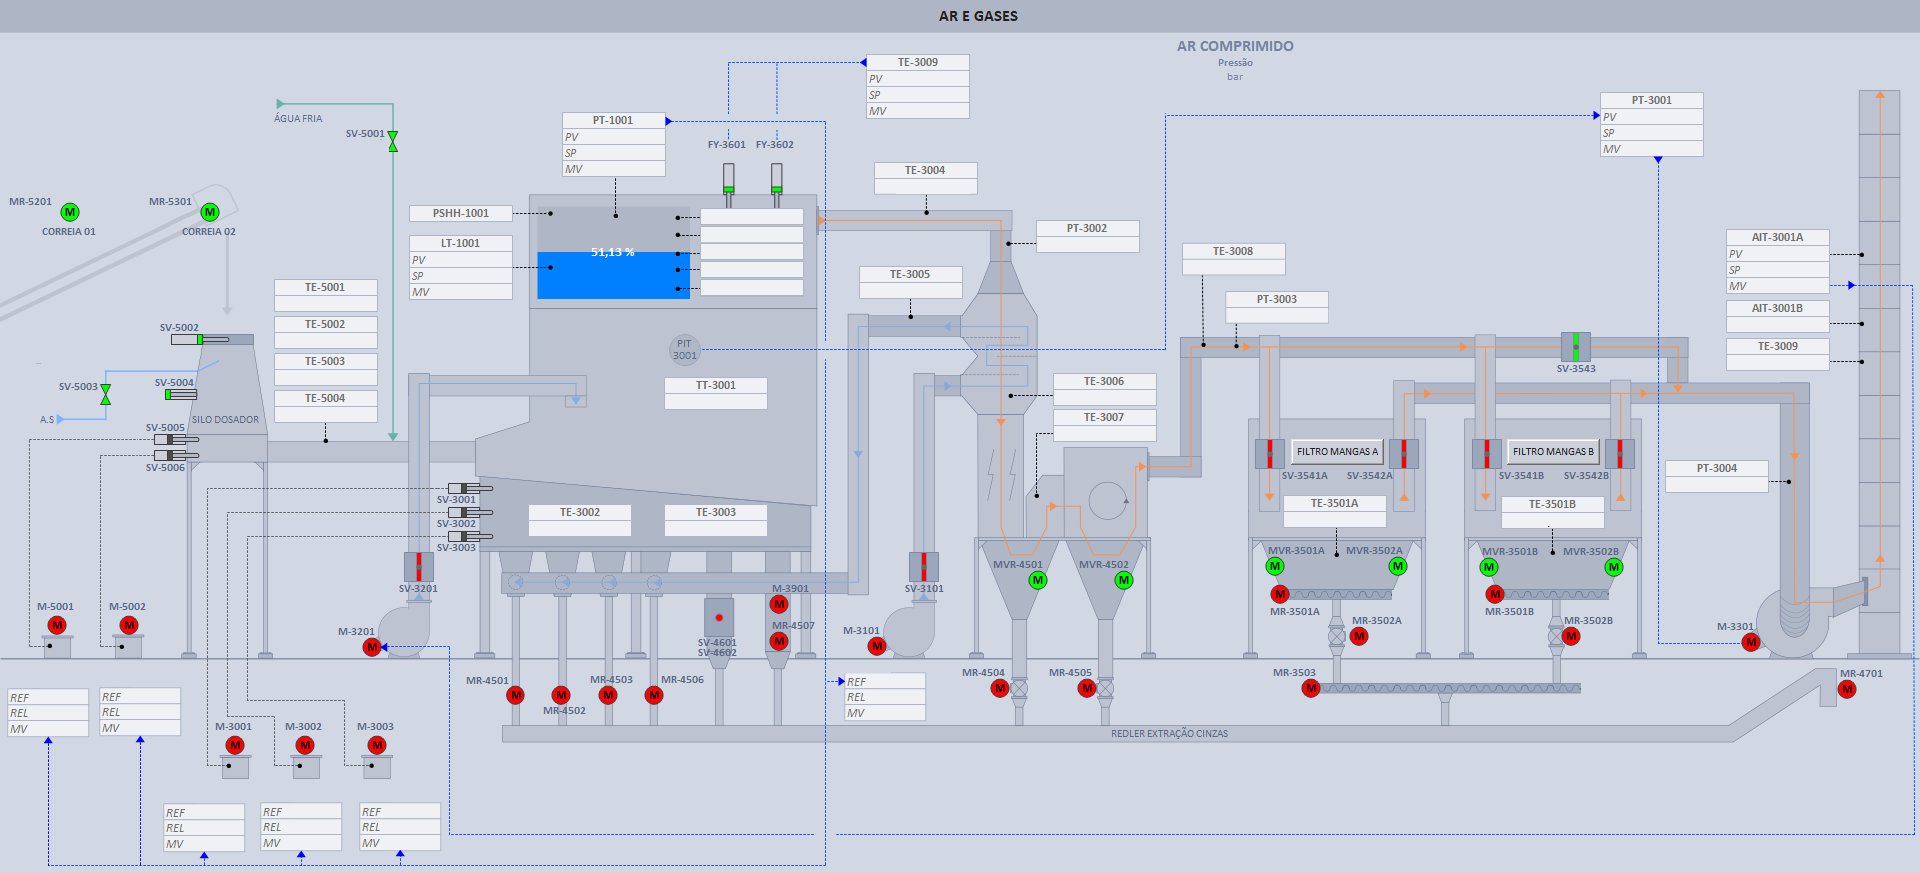 AR E GASES
AR COMPRIMIDO
Pressão
bar
TE-3009
PV
SP
MV
PT-3001
PV
SP
MV
ÁGUA FRIA
SV-5001
PT-1001
PV
SP
MV
FY-3601
FY-3602
TE-3004
MR-5201
M
CORREIA 01
MR-5301
M
CORREIA 02
PSHH-1001
LT-1001
PV
SP
MV
51,13 %
PT-3002
TE-3008
TE-3005
PT-3003
AIT-3001A
PV
SP
MV
AIT-3001B
TE-3009
TE-5001
TE-5002
TE-5003
TE-5004
SV-5002
SV-5003
SV-5004
A.S
SILO DOSADOR
SV-5005
SV-5006
PIT
3001
TT-3001
TE-3006
TE-3007
SV-3543
FILTRO MANGAS A
FILTRO MANGAS B
SV-3541A
SV-3542A
SV-3541B
SV-3542B
PT-3004
SV-3001
SV-3002
SV-3003
TE-3002
TE-3003
TE-3501A
TE-3501B
MVR-3501A
M
MVR-3502A
M
MVR-3501B
M
MVR-3502B
M
MVR-4501
M
MVR-4502
M
SV-3201
SV-3101
M-3901
M
MR-3501A
M
MR-3501B
M
M-5001
M
M-5002
M
M-3201
M
SV-4601
SV-4602
MR-4507
M
M-3101
M
MR-3502A
M
MR-3502B
M
M-3301
M
MR-4501
M
MR-4502
M
MR-4503
M
MR-4506
M
REF
REL
MV
MR-4504
M
MR-4505
M
MR-3503
M
MR-4701
M
REF
REL
MV
REF
REL
MV
M-3001
M
M-3002
M
M-3003
M
REDLER EXTRAÇÃO CINZAS
REF
REL
MV
REF
REL
MV
REF
REL
MV